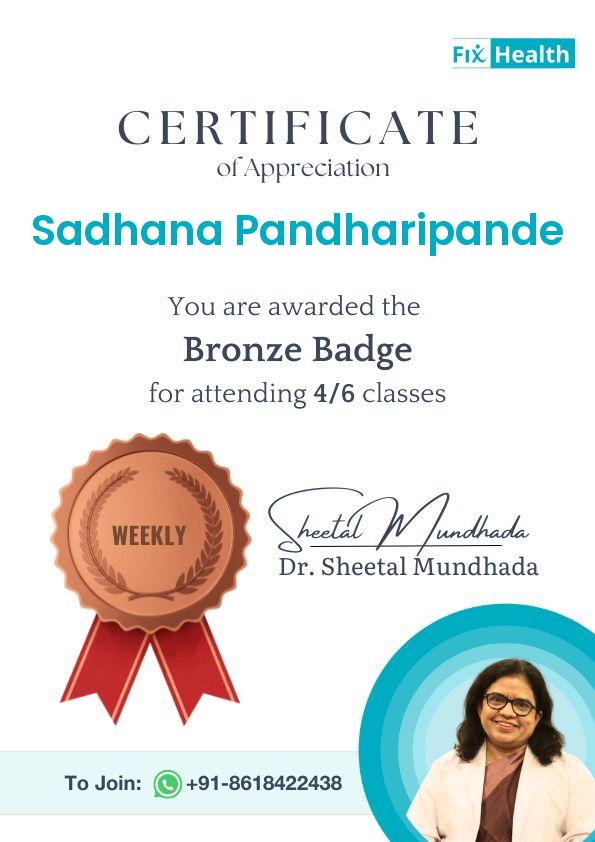 Fix Health
CERTIFICATE
of Appreciation
Sadhana Pandharipande
You are awarded the
Bronze Badge
for attending 4/6 classes
WEEKLY
Sheetal Mundhada
Dr. Sheetal Mundhada
To Join: +91-8618422438